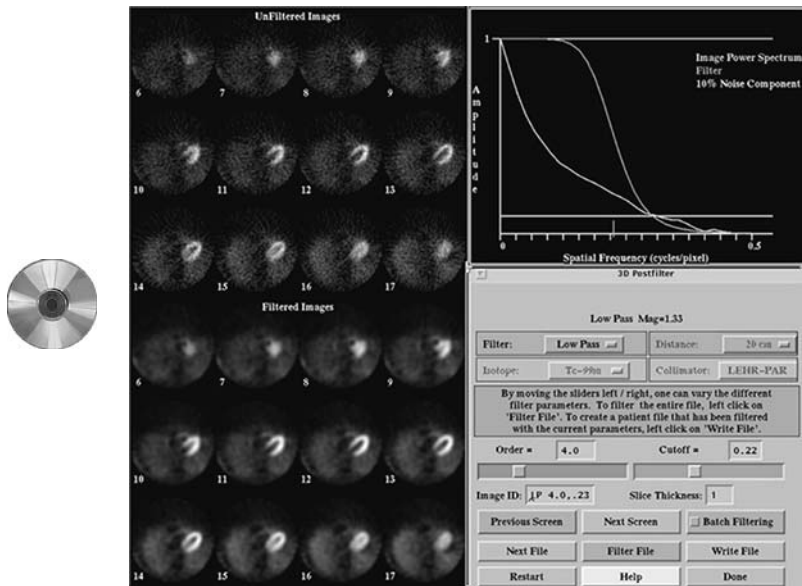 UnFiltered Images
6 7 8 9
10 11 12 13
14 15 16 17
Filtered Images
6 7 8 9
10 11 12 13
14 15 16 17
1
Amplitude
Image Power Spectrum
Filter
10% Noise Component
0 0.5
Spatial Frequency (cycles/pixel)
3D Postfilter
Low Pass Mag=1.33
Filter: Low Pass Distance: 20 cm
Isotope: Tc-99m Collimator: LEHR-PAR
By moving the sliders left / right, one can vary the different
filter parameters. To filter the entire file, left click on
'Filter File'. To create a patient file that has been filtered
with the current parameters, left click on 'Write File'.
Order = 4.0 Cutoff = 0.22
Image ID: LP 4.0,.23 Slice Thickness: 1
Previous Screen Next Screen Batch Filtering
Next File Filter File Write File
Restart Help Done